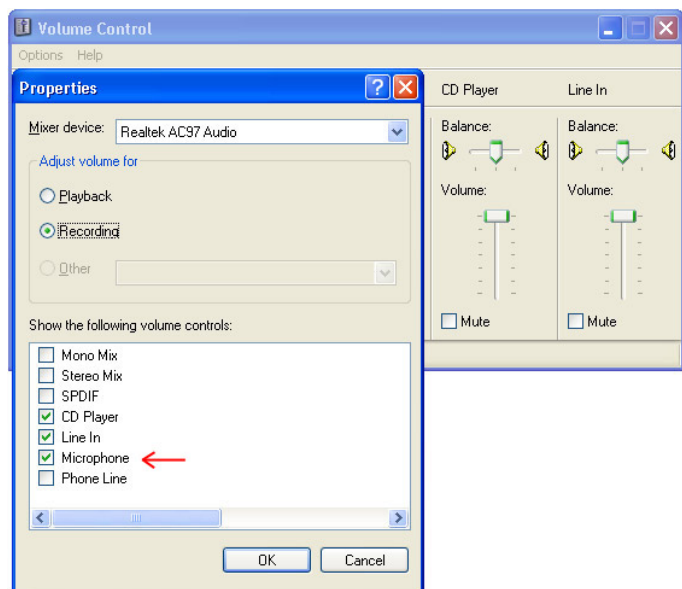 Volume Control
Options Help
Properties
CD Player
Line In
Mixer device: Realtek AC97 Audio
Balance:
Balance:
Adjust volume for
Playback
Volume:
Volume:
Recording
Other
Show the following volume controls:
Mute
Mute
Mono Mix
Stereo Mix
SPDIF
CD Player
Line In
Microphone
Phone Line
OK
Cancel